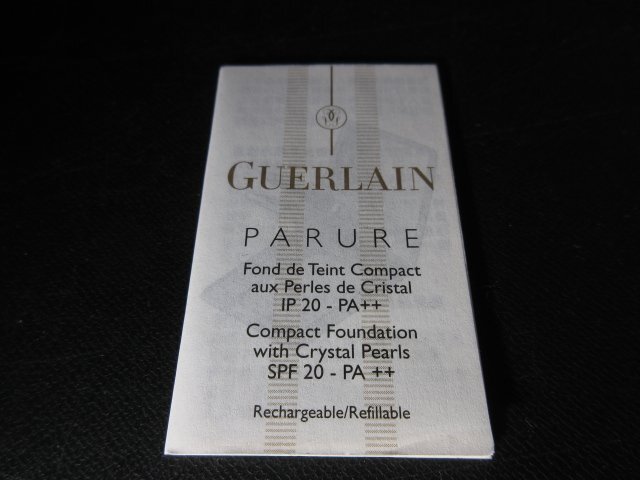 GUERLAIN
PARURE
Fond de Teint Compact
aux Perles de Cristal
IP 20 - PA++
Compact Foundation
with Crystal Pearls
SPF 20 - PA ++
Rechargeable/Refillable